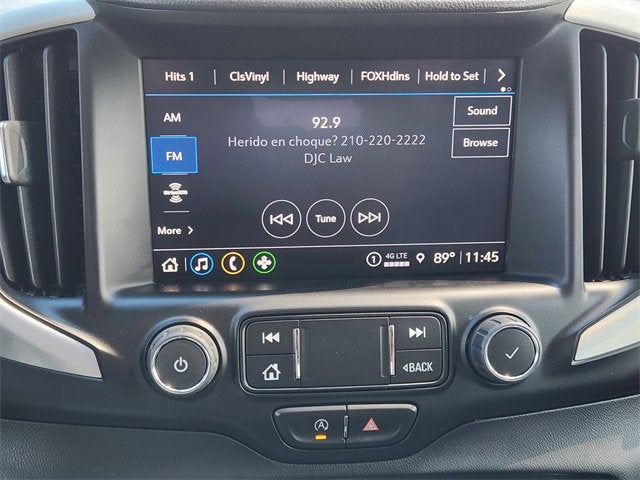 Hits 1 ClsVinyl Highway FOXHdlns Hold to Set
AM
92.9
Sound
Herido en choque? 210-220-2222
Browse
FM
DJC Law
Tune
More
1 4G LTE 89° 11:45
BACK
A